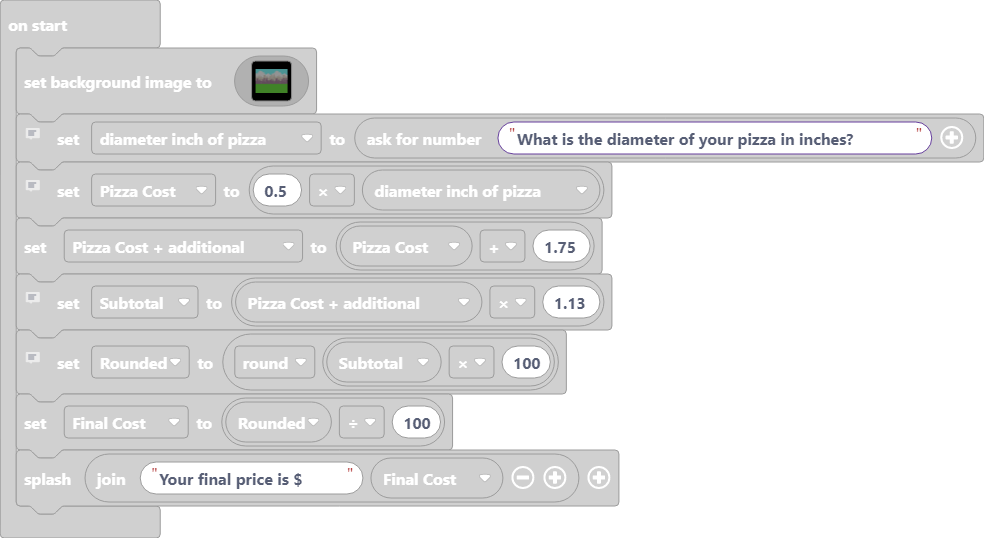 on start
set background image to
set diameter inch of pizza to ask for number "What is the diameter of your pizza in inches?"
set Pizza Cost to 0.5 × diameter inch of pizza
set Pizza Cost + additional to Pizza Cost + 1.75
set Subtotal to Pizza Cost + additional × 1.13
set Rounded to round Subtotal × 100
set Final Cost to Rounded ÷ 100
splash join "Your final price is $ " Final Cost